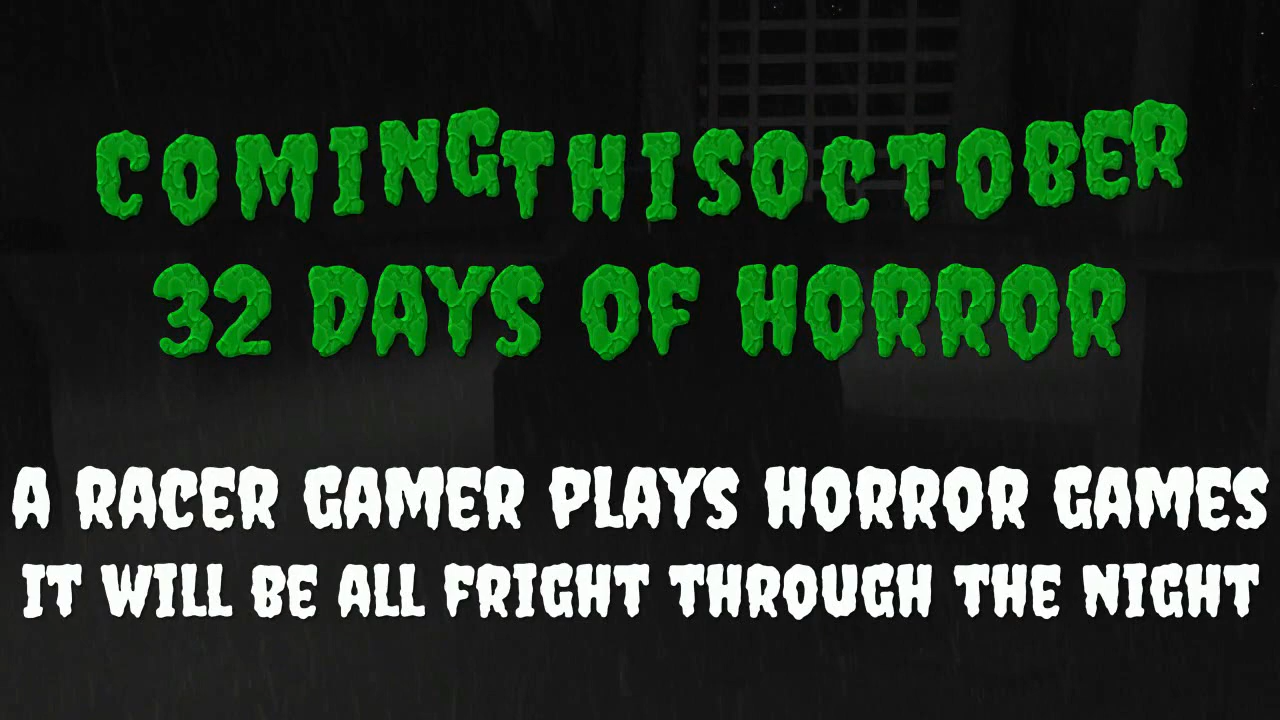 COMINGTHISOCTOBER
32 DAYS OF HORROR
A RACER GAMER PLAYS HORROR GAMES
IT WILL BE ALL FRIGHT THROUGH THE NIGHT